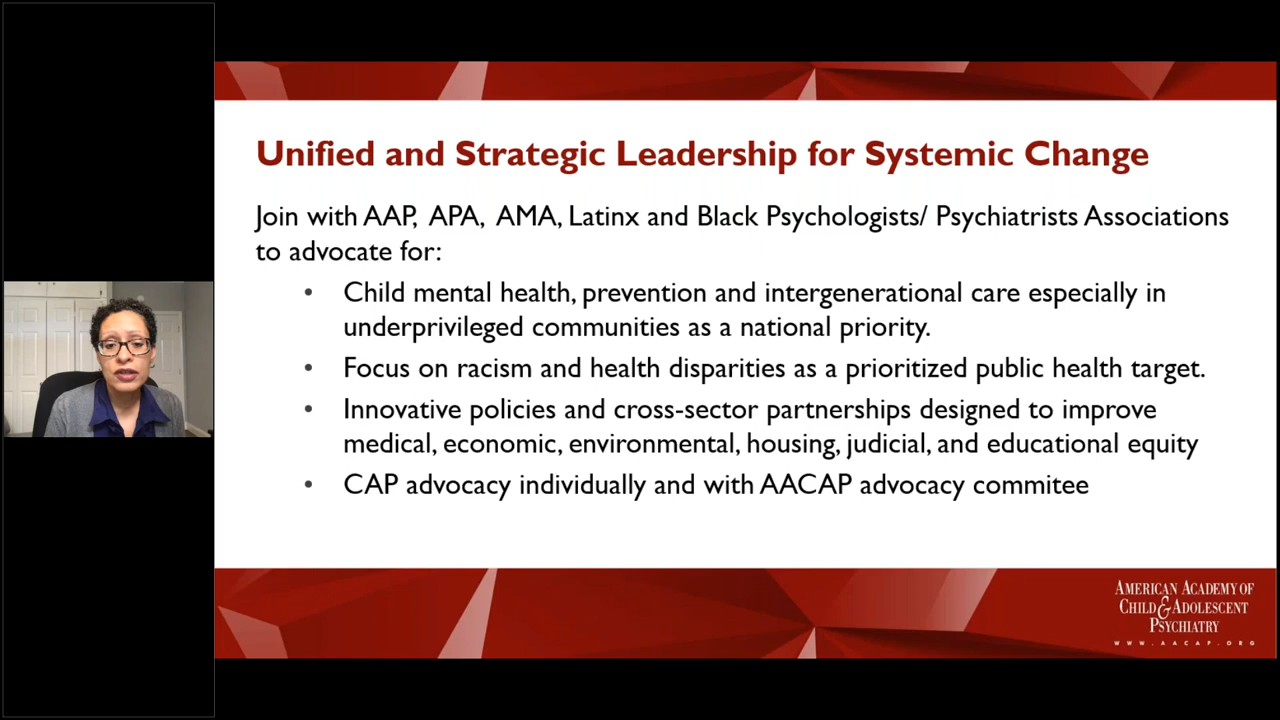 Unified and Strategic Leadership for Systemic Change
Join with AAP, APA, AMA, Latinx and Black Psychologists/ Psychiatrists Associations
to advocate for:
• Child mental health, prevention and intergenerational care especially in
underprivileged communities as a national priority.
• Focus on racism and health disparities as a prioritized public health target.
• Innovative policies and cross-sector partnerships designed to improve
medical, economic, environmental, housing, judicial, and educational equity
• CAP advocacy individually and with AACAP advocacy commitee
AMERICAN ACADEMY OF
CHILD & ADOLESCENT
PSYCHIATRY
WWW.AACAP.ORG